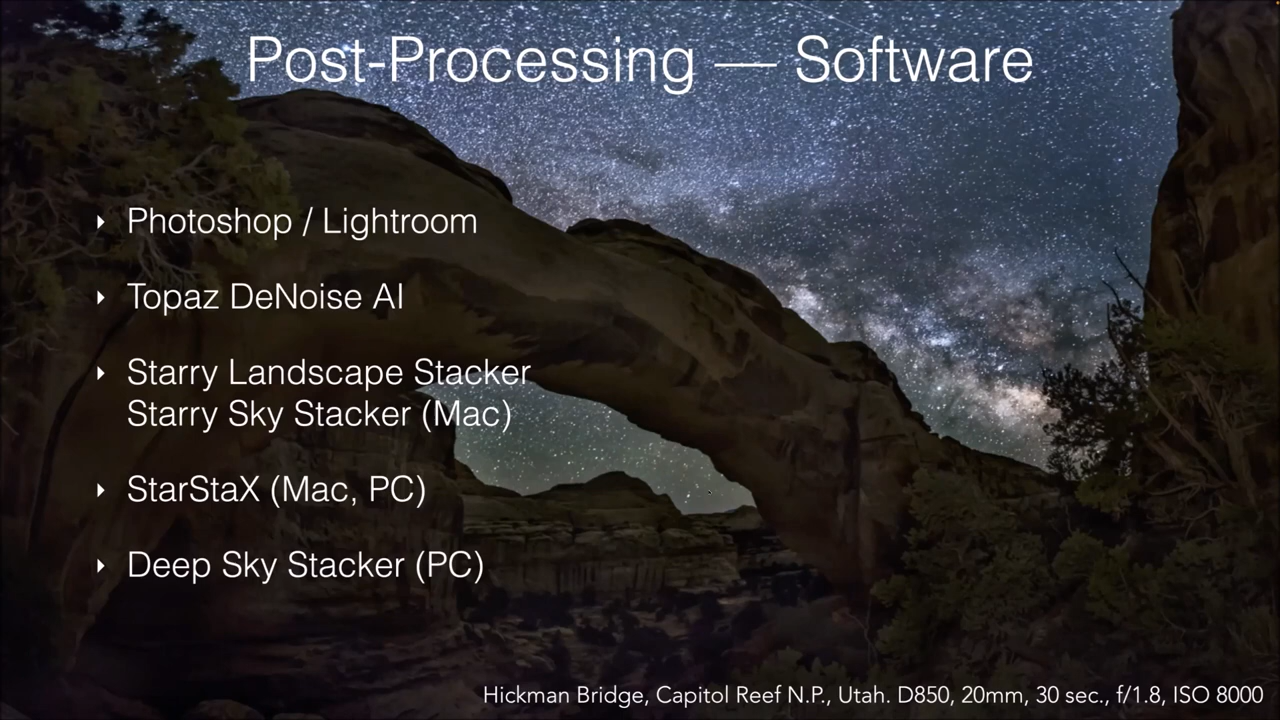 Post-Processing — Software
‣ Photoshop / Lightroom
‣ Topaz DeNoise AI
‣ Starry Landscape Stacker
Starry Sky Stacker (Mac)
‣ StarStaX (Mac, PC)
‣ Deep Sky Stacker (PC)
Hickman Bridge, Capitol Reef N.P., Utah. D850, 20mm, 30 sec., f/1.8, ISO 8000